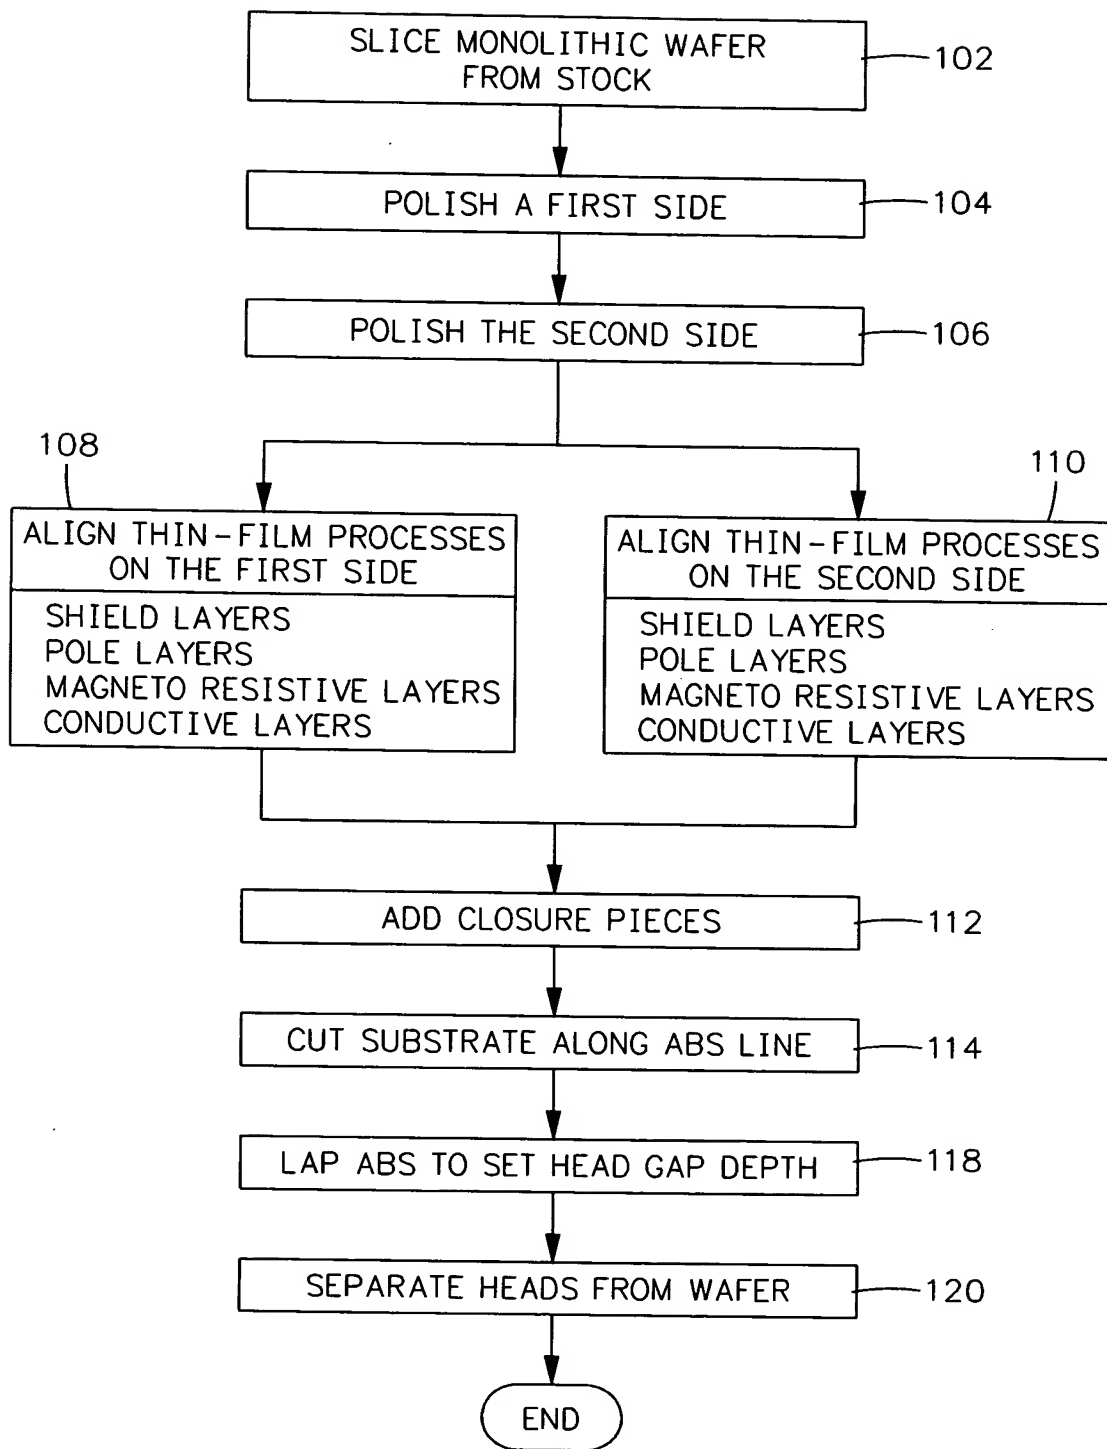 SLICE MONOLITHIC WAFER
FROM STOCK
102
POLISH A FIRST SIDE
104
POLISH THE SECOND SIDE
106
108
ALIGN THIN-FILM PROCESSES
ON THE FIRST SIDE
SHIELD LAYERS
POLE LAYERS
MAGNETO RESISTIVE LAYERS
CONDUCTIVE LAYERS
110
ALIGN THIN-FILM PROCESSES
ON THE SECOND SIDE
SHIELD LAYERS
POLE LAYERS
MAGNETO RESISTIVE LAYERS
CONDUCTIVE LAYERS
ADD CLOSURE PIECES
112
CUT SUBSTRATE ALONG ABS LINE
114
LAP ABS TO SET HEAD GAP DEPTH
118
SEPARATE HEADS FROM WAFER
120
END